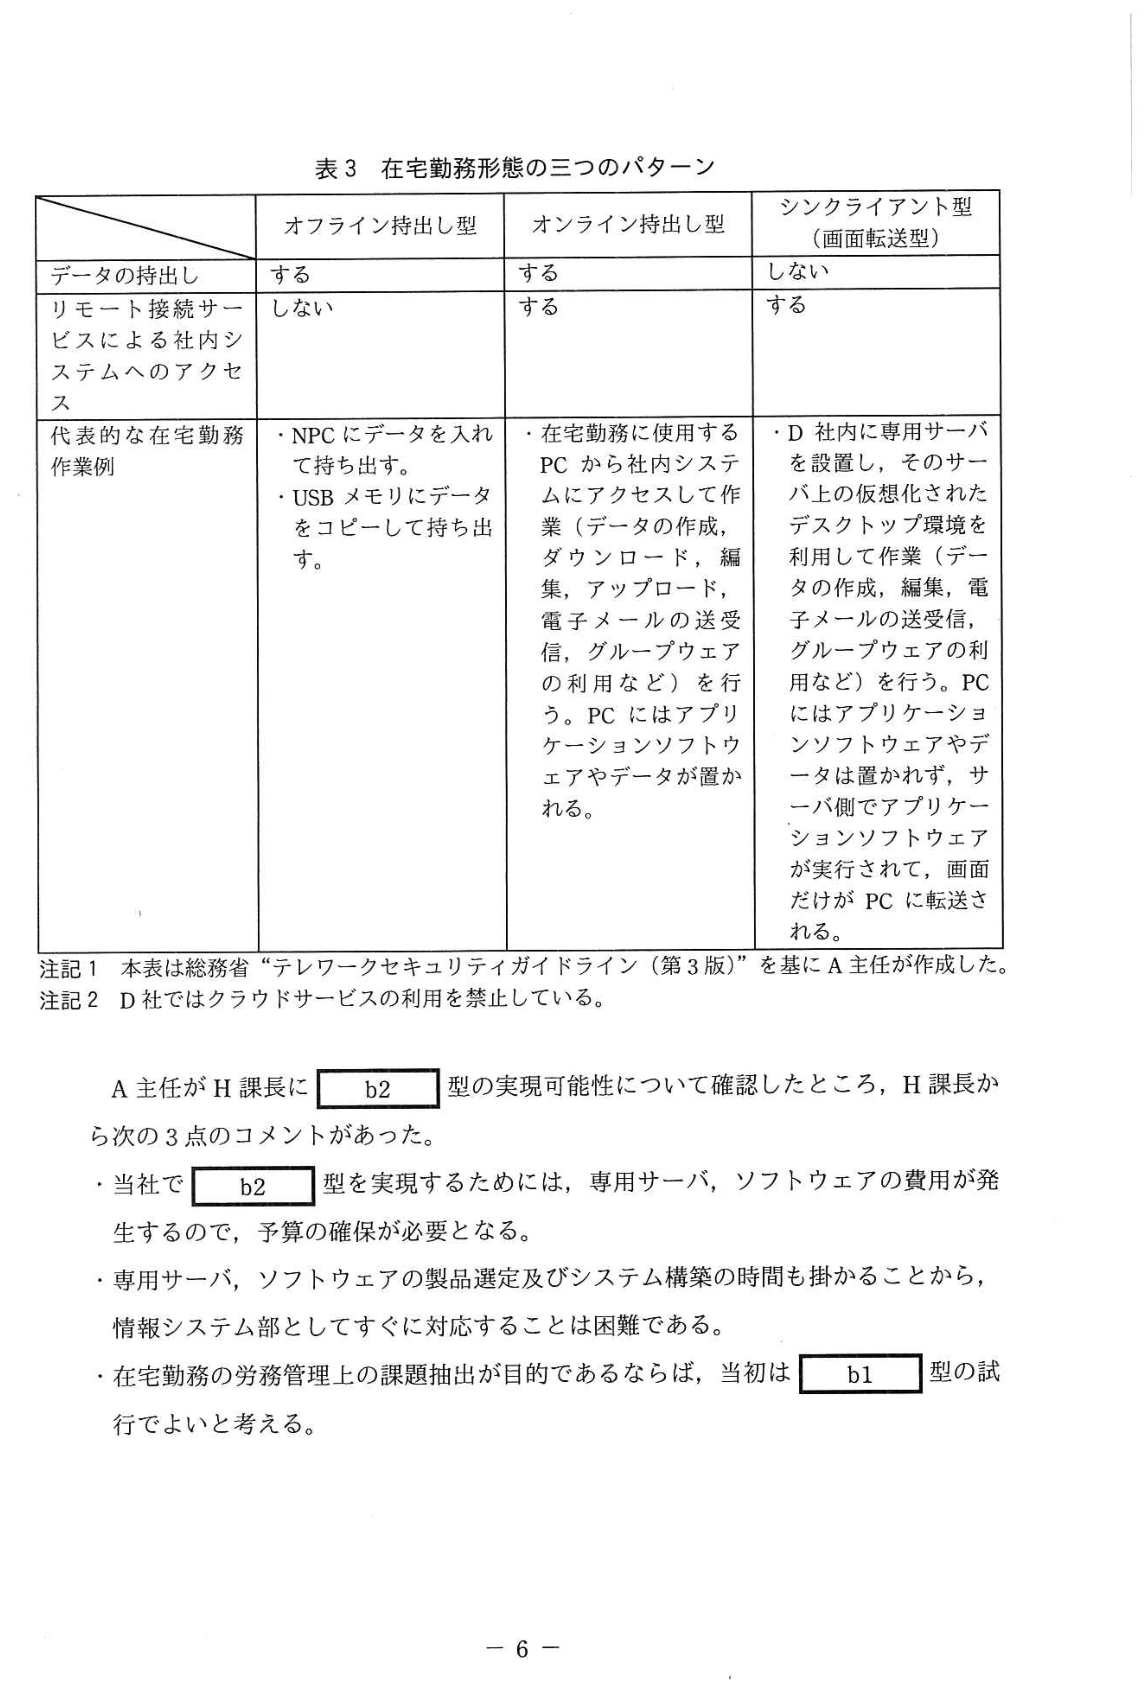 表3　在宅勤務形態の三つのパターン
オフライン持出し型
オンライン持出し型
シンクライアント型
（画面転送型）
データの持出し
する
する
しない
リモート接続サー
ビスによる社内シ
ステムへのアクセ
ス
しない
する
する
代表的な在宅勤務
作業例
・NPC にデータを入れ
て持ち出す。
・USB メモリにデータ
をコピーして持ち出
す。
・在宅勤務に使用する
PC から社内システ
ムにアクセスして作
業（データの作成，
ダウンロード，編
集，アップロード，
電子メールの送受
信，グループウェア
の利用など）を行
う。PC にはアプリ
ケーションソフトウ
ェアやデータが置か
れる。
・D 社内に専用サーバ
を設置し，そのサー
バ上の仮想化された
デスクトップ環境を
利用して作業（デー
タの作成，編集，電
子メールの送受信，
グループウェアの利
用など）を行う。PC
にはアプリケーショ
ンソフトウェアやデ
ータは置かれず，サ
ーバ側でアプリケー
ションソフトウェア
が実行されて，画面
だけが PC に転送さ
れる。
注記1　本表は総務省“テレワークセキュリティガイドライン（第3版）”を基に A 主任が作成した。
注記2　D 社ではクラウドサービスの利用を禁止している。
A 主任が H 課長に b2 型の実現可能性について確認したところ，H 課長か
ら次の3点のコメントがあった。
・当社で b2 型を実現するためには，専用サーバ，ソフトウェアの費用が発
生するので，予算の確保が必要となる。
・専用サーバ，ソフトウェアの製品選定及びシステム構築の時間も掛かることから，
情報システム部としてすぐに対応することは困難である。
・在宅勤務の労務管理上の課題抽出が目的であるならば，当初は b1 型の試
行でよいと考える。
－ 6 －